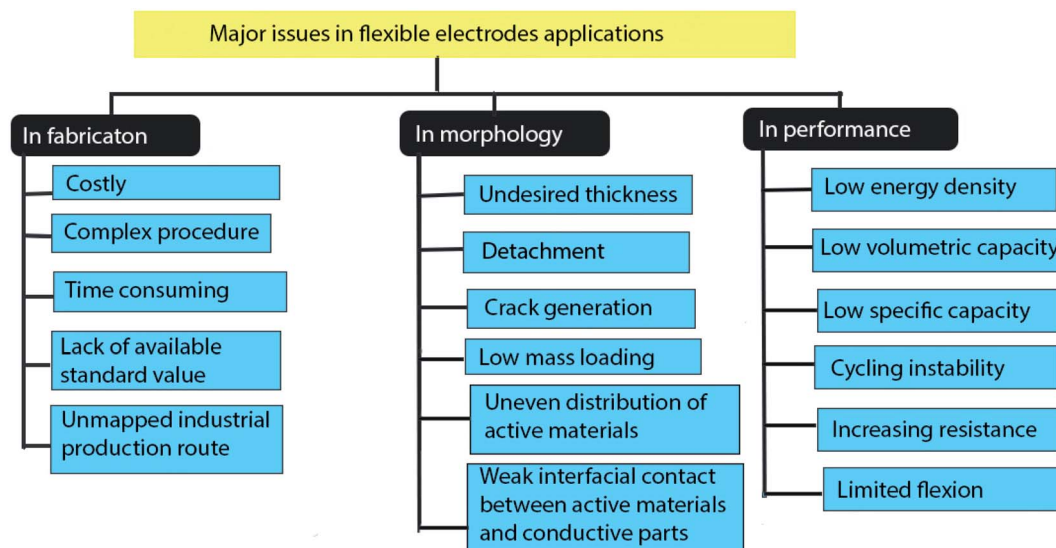 Major issues in flexible electrodes applications
In fabricaton
Costly
Complex procedure
Time consuming
Lack of available
standard value
Unmapped industrial
production route
In morphology
Undesired thickness
Detachment
Crack generation
Low mass loading
Uneven distribution of
active materials
Weak interfacial contact
between active materials
and conductive parts
In performance
Low energy density
Low volumetric capacity
Low specific capacity
Cycling instability
Increasing resistance
Limited flexion